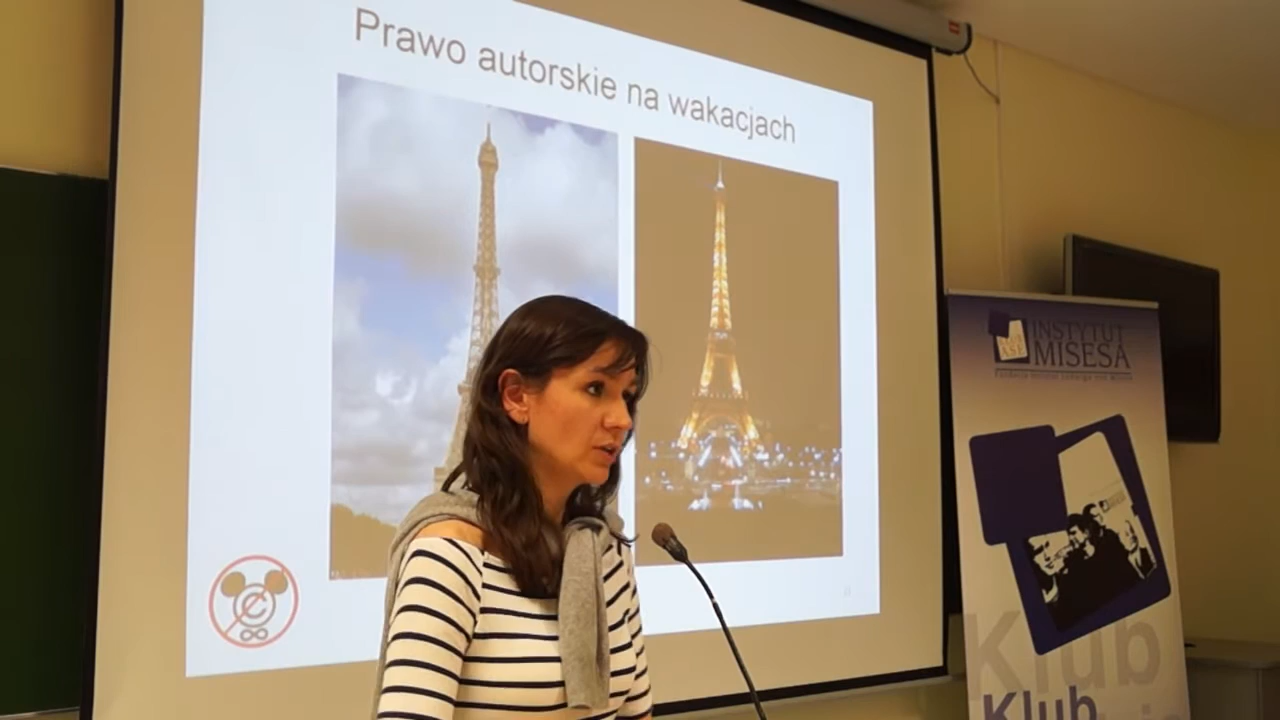 Prawo autorskie na wakacjach
©
∞
INSTYTUT
MISESA
Klub
Klub